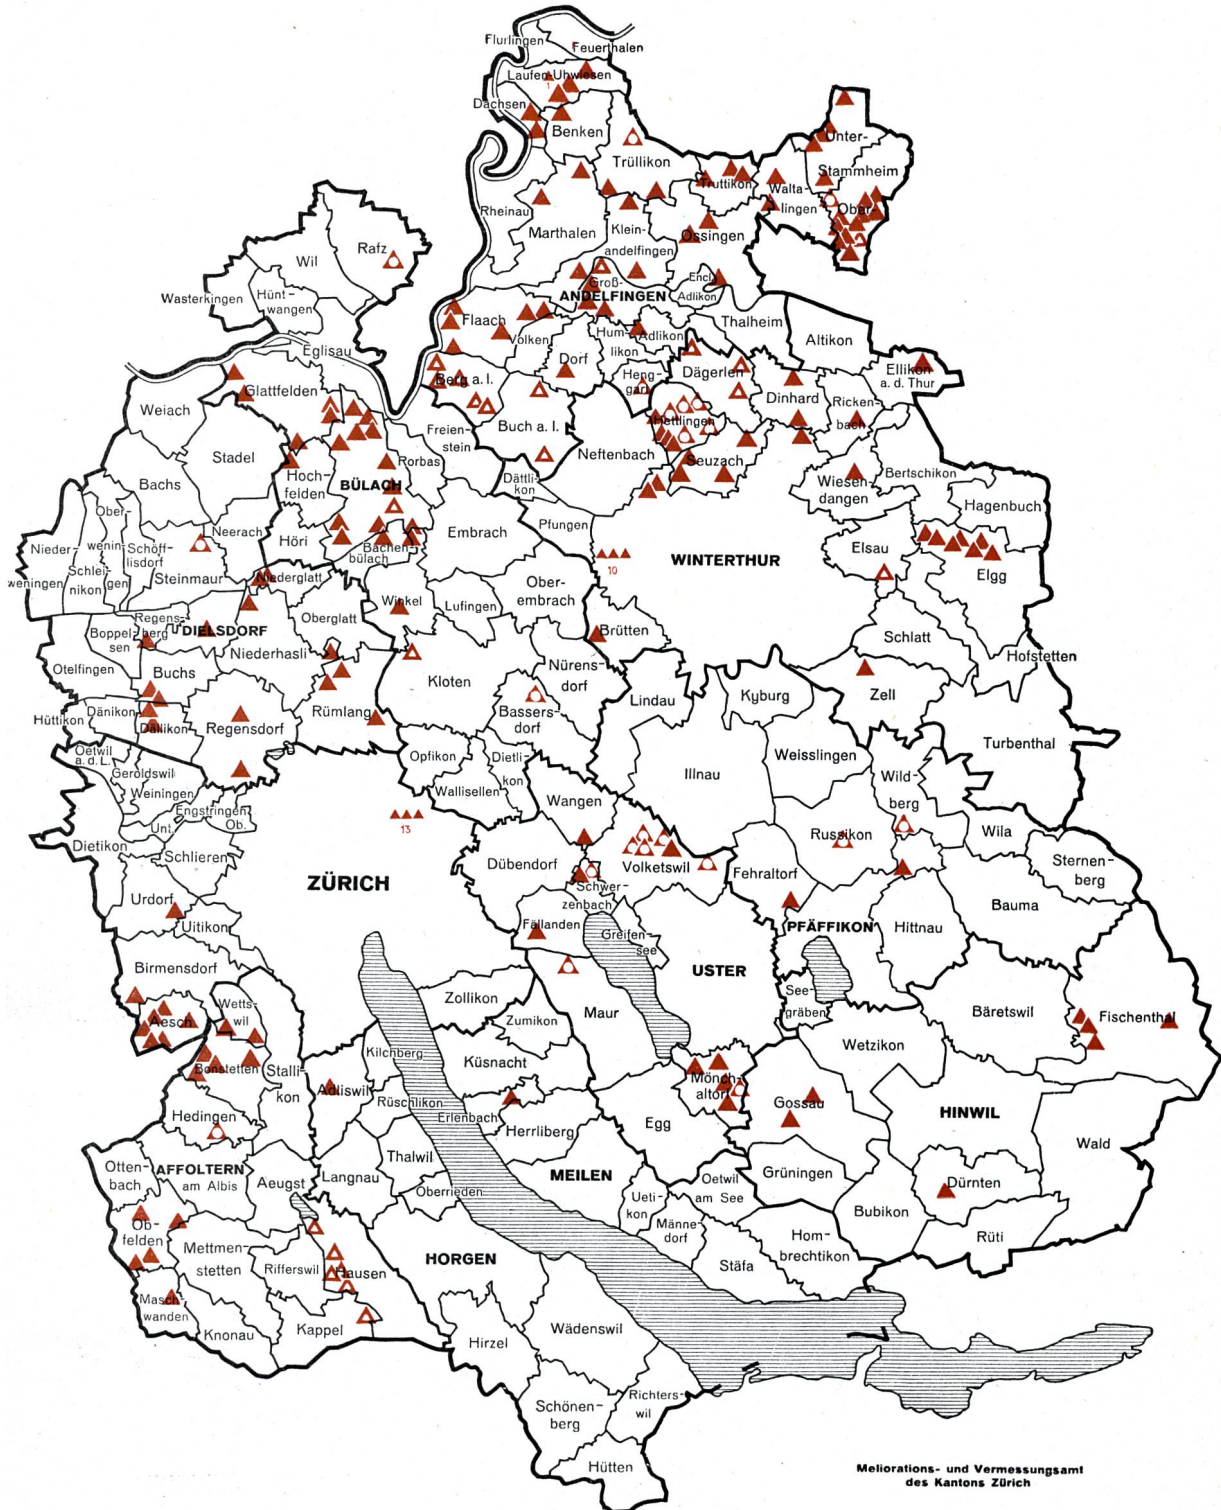 Flurlingen
Feuerthalen
Laufen-Uhwiesen
1
Dachsen
Benken
Trüllikon
Unter-
Stammheim
Truttikon
Walta-
lingen
Ober-
Rheinau
Marthalen
Klein-
andelfingen
Ossingen
Rafz
Wil
Wasterkingen
Hünt-
wangen
Groß-
ANDELFINGEN
Encl.
Adlikon
Eglisau
Flaach
Volken
Hum-
likon
Adlikon
Thalheim
Altikon
Dorf
Ellikon
a. d. Thur
Glattfelden
Berg a. I.
Heng-
gart
Dägerlen
Dinhard
Ricken-
bach
Weiach
Buch a. I.
Hettlingen
Freien-
stein
Stadel
Rorbas
Neftenbach
Seuzach
Bachs
Hoch-
felden
BÜLACH
Dättli-
kon
Wiesen-
dangen
Bertschikon
Hagenbuch
Ober-
wenin-
gen
Neerach
Höri
Bachen-
bülach
Embrach
Pfungen
Nieder-
weningen
Schlei-
nikon
Schöff-
lisdorf
Steinmaur
WINTERTHUR
10
Elsau
Elgg
Niederglatt
Winkel
Lufingen
Ober-
embrach
Regens-
berg
DIELSDORF
Oberglatt
Boppel-
sen
Brütten
Schlatt
Niederhasli
Otelfingen
Buchs
Hofstetten
Kloten
Nürens-
dorf
Lindau
Kyburg
Zell
Hüttikon
Dänikon
Dällikon
Regensdorf
Rümlang
Bassers-
dorf
Turbenthal
Oetwil
a. d. L.
Geroldswil
Weiningen
Opfikon
Dietli-
kon
Wallisellen
Illnau
Weisslingen
Wild-
berg
Engstringen
Unt.
Ob.
13
Wangen
Russikon
Wila
Dietikon
Schlieren
Sternen-
berg
ZÜRICH
Dübendorf
Volketswil
Fehraltorf
Schwer-
zenbach
Urdorf
Uitikon
Bauma
Fällanden
Greifen-
see
PFÄFFIKON
Hittnau
Birmensdorf
USTER
See-
gräben
Aesch
Wetts-
wil
Zollikon
Zumikon
Maur
Bäretswil
Fischenthal
Wetzikon
Kilchberg
Küsnacht
Bonstetten
Stalli-
kon
Adliswil
Rüschlikon
Mönch-
altorf
Gossau
HINWIL
Hedingen
Erlenbach
Herrliberg
Egg
Wald
Otten-
bach
AFFOLTERN
am Albis
Aeugst
Langnau
Thalwil
Oberrieden
MEILEN
Oetwil
am See
Grüningen
Dürnten
Ueti-
kon
Männe-
dorf
Bubikon
Ob-
felden
Mettmen-
stetten
Rifferswil
Hausen
HORGEN
Hom-
brechtikon
Rüti
Stäfa
Masch-
wanden
Knonau
Kappel
Hirzel
Wädenswil
Schönen-
berg
Richters-
wil
Hütten
Meliorations- und Vermessungsamt
des Kantons Zürich